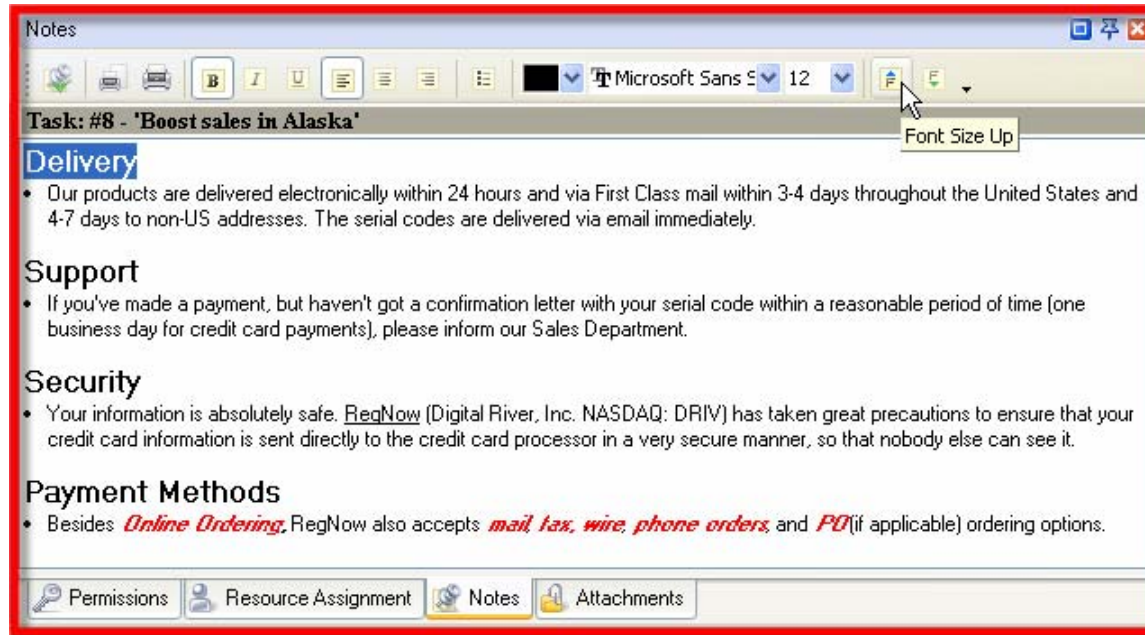 Notes
B I U Microsoft Sans S 12 F F
Task: #8 - 'Boost sales in Alaska'
Font Size Up
Delivery
• Our products are delivered electronically within 24 hours and via First Class mail within 3-4 days throughout the United States and
4-7 days to non-US addresses. The serial codes are delivered via email immediately.
Support
• If you've made a payment, but haven't got a confirmation letter with your serial code within a reasonable period of time (one
business day for credit card payments), please inform our Sales Department.
Security
• Your information is absolutely safe. RegNow (Digital River, Inc. NASDAQ: DRIV) has taken great precautions to ensure that your
credit card information is sent directly to the credit card processor in a very secure manner, so that nobody else can see it.
Payment Methods
• Besides Online Ordering, RegNow also accepts mail, fax, wire, phone orders, and PO (if applicable) ordering options.
Permissions Resource Assignment Notes Attachments